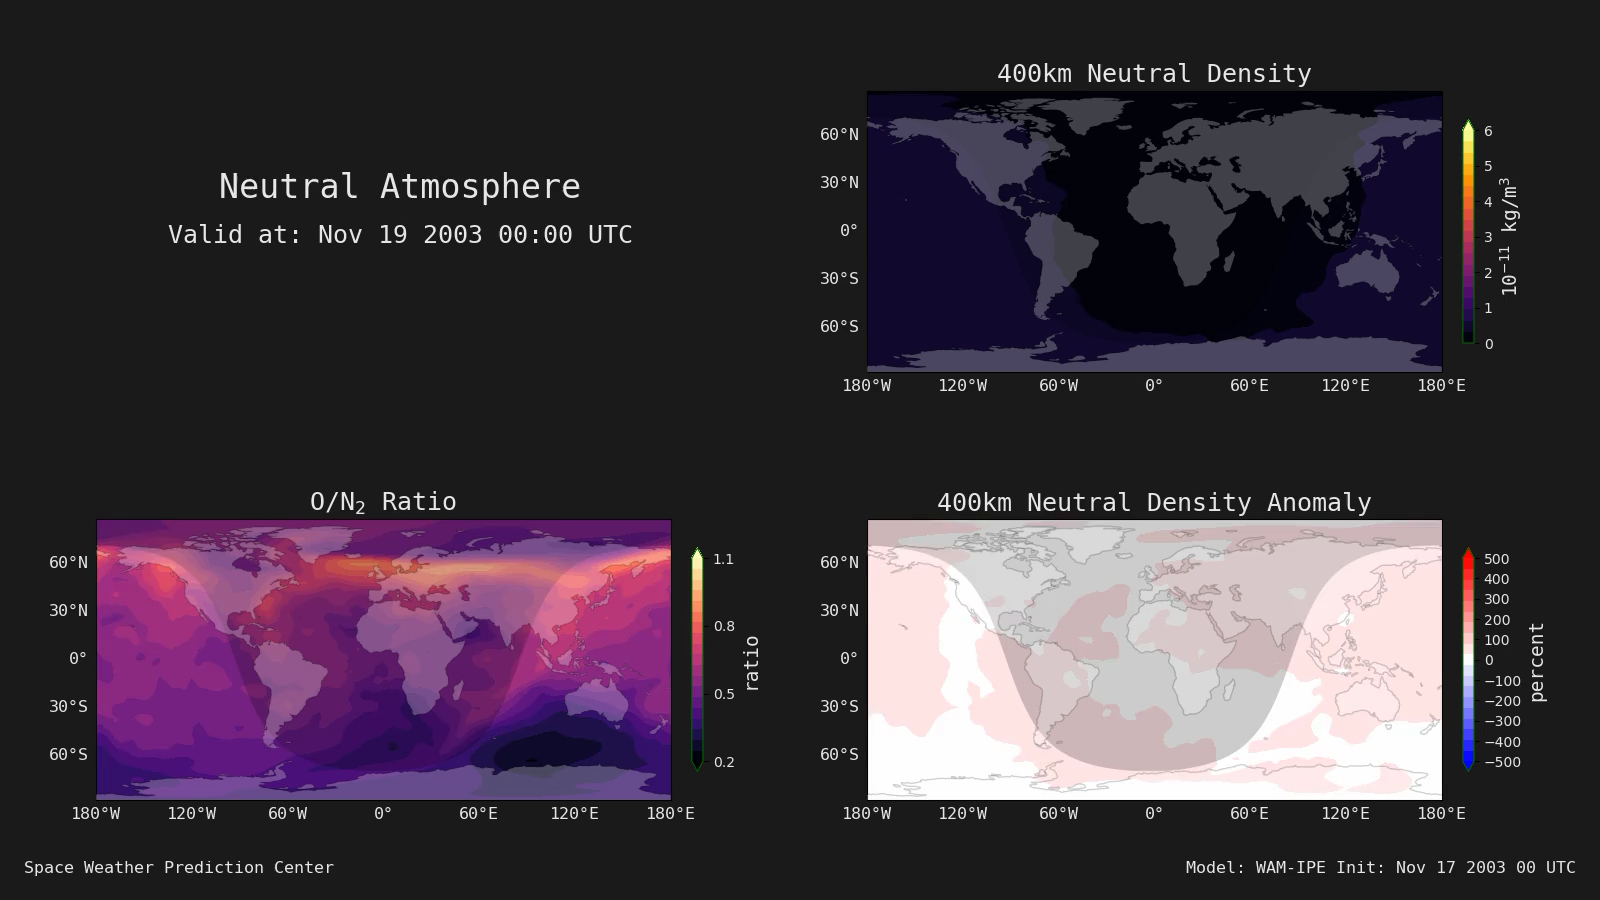 400km Neutral Density
Neutral Atmosphere
Valid at: Nov 19 2003 00:00 UTC
60°N
30°N
0°
30°S
60°S
180°W 120°W 60°W 0° 60°E 120°E 180°E
6
5
4
3
2
1
0
10⁻¹¹ kg/m³
O/N₂ Ratio
60°N
30°N
0°
30°S
60°S
180°W 120°W 60°W 0° 60°E 120°E 180°E
1.1
0.8
0.5
0.2
ratio
400km Neutral Density Anomaly
60°N
30°N
0°
30°S
60°S
180°W 120°W 60°W 0° 60°E 120°E 180°E
500
400
300
200
100
0
−100
−200
−300
−400
−500
percent
Space Weather Prediction Center
Model: WAM-IPE Init: Nov 17 2003 00 UTC